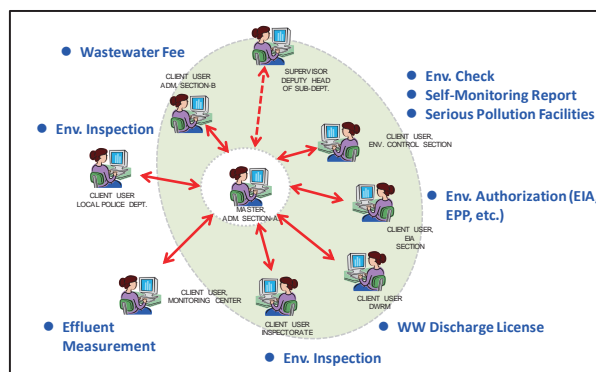 Wastewater Fee
CLIENT USER
ADM. SECTION-B
SUPERVISOR
DEPUTY HEAD
OF SUB-DEPT.
Env. Check
Self-Monitoring Report
Serious Pollution Facilities
Env. Inspection
CLIENT USER,
ENV. CONTROL SECTION
CLIENT USER
LOCAL POLICE DEPT.
MASTER,
ADM. SECTION-A
Env. Authorization (EIA,
EPP, etc.)
CLIENT USER,
EIA
SECTION
CLIENT USER,
MONITORING CENTER
CLIENT USER
DWRM
Effluent
Measurement
CLIENT USER
INSPECTORATE
WW Discharge License
Env. Inspection